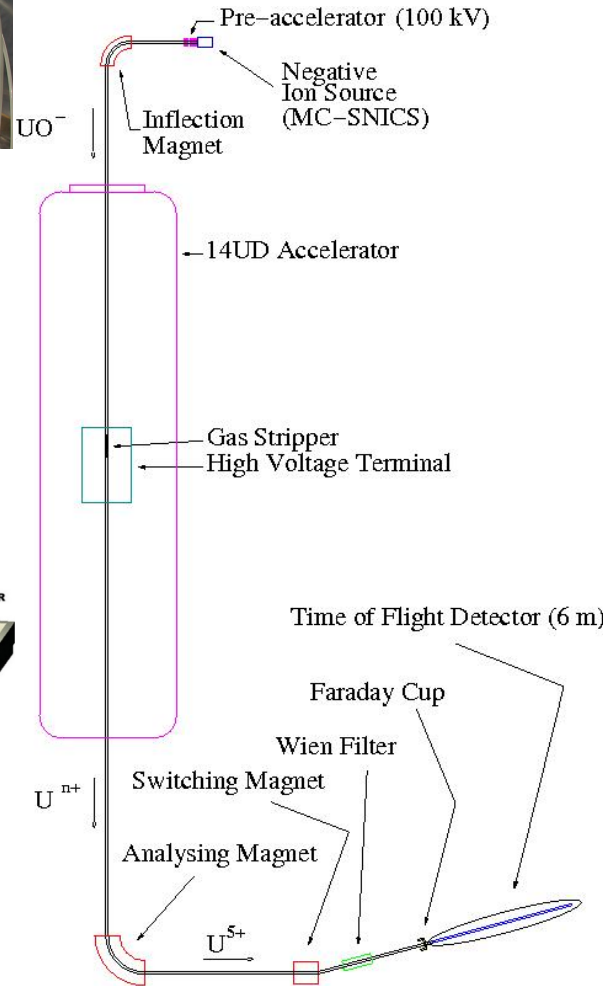 Pre-accelerator (100 kV)
Negative
Ion Source
(MC-SNICS)
UO⁻
Inflection
Magnet
14UD Accelerator
Gas Stripper
High Voltage Terminal
R
Time of Flight Detector (6 m)
Faraday Cup
Wien Filter
Switching Magnet
U ⁿ⁺
Analysing Magnet
U⁵⁺